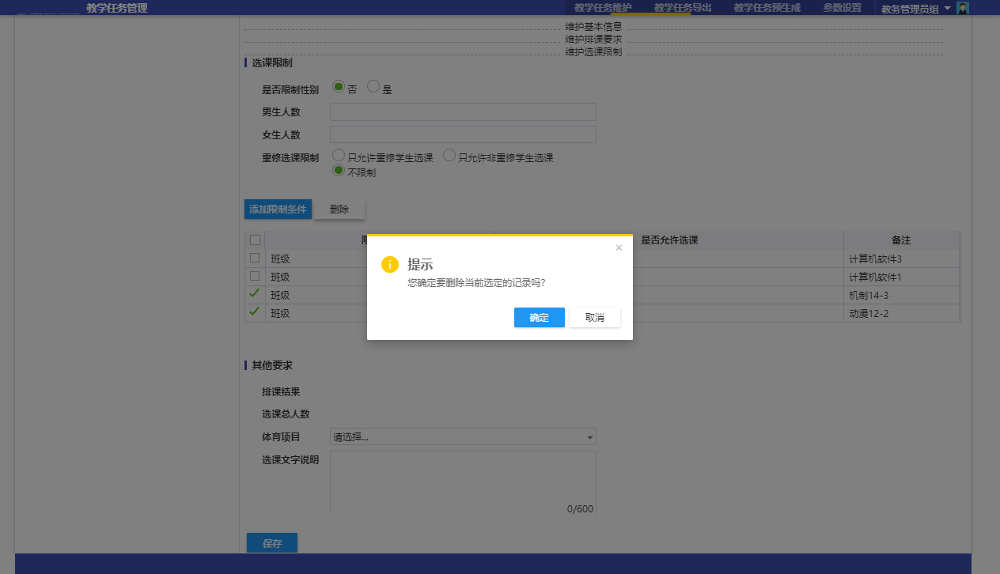 教学任务管理 教学任务维护 教学任务导出 教学任务预生成 参数设置 教务管理员组
维护基本信息
维护排课要求
维护选课限制
选课限制
是否限制性别 否 是
男生人数
女生人数
重修选课限制 只允许重修学生选课 只允许非重修学生选课
不限制
添加限制条件 删除
是否允许选课 备注
班级 计算机软件3
班级 计算机软件1
班级 机制14-3
班级 动漫12-2
提示
您确定要删除当前选定的记录吗?
确定 取消
其他要求
排课结果
选课总人数
体育项目 请选择...
选课文字说明
0/600
保存